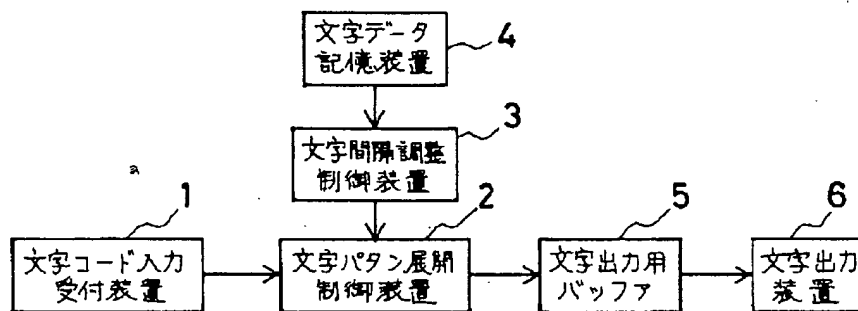 文字データ
記憶装置
4
文字間隔調整
制御装置
3
1
文字コード入力
受付装置
2
文字パタン展開
制御装置
5
文字出力用
バッファ
6
文字出力
装置